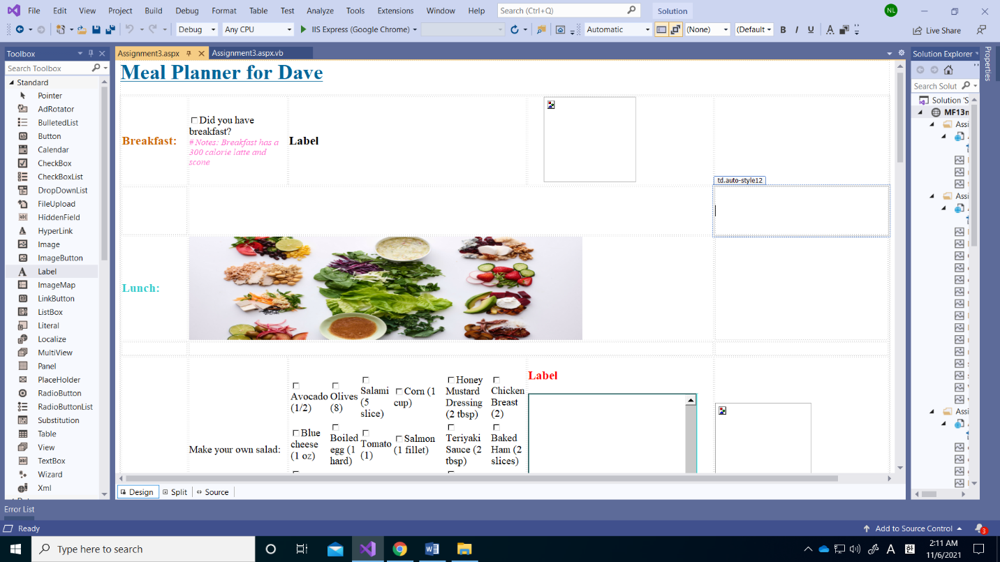 File Edit View Project Build Debug Format Table Test Analyze Tools Extensions Window Help Search (Ctrl+Q) Solution NL
Debug Any CPU IIS Express (Google Chrome) Automatic (None) (Default B I U A Live Share
Toolbox
Search Toolbox
Standard
Pointer
AdRotator
BulletedList
Button
Calendar
CheckBox
CheckBoxList
DropDownList
FileUpload
HiddenField
HyperLink
Image
ImageButton
Label
ImageMap
LinkButton
ListBox
Literal
Localize
MultiView
Panel
PlaceHolder
RadioButton
RadioButtonList
Substitution
Table
View
TextBox
Wizard
Xml
Assignment3.aspx Assignment3.aspx.vb
Meal Planner for Dave
Breakfast:
Did you have
breakfast?
# Notes: Breakfast has a
300 calorie latte and
scone
Label
td.auto-style12
Lunch:
Make your own salad:
Avocado
(1/2)
Olives
(8)
Salami
(5
slice)
Corn (1
cup)
Honey
Mustard
Dressing
(2 tbsp)
Chicken
Breast
(2)
Blue
cheese
(1 oz)
Boiled
egg (1
hard)
Tomato
(1)
Salmon
(1 fillet)
Teriyaki
Sauce (2
tbsp)
Baked
Ham (2
slices)
Label
Design Split Source
Solution Explorer
Search Solut
Solution 'S
MF13n
Assi
Assi
Assi
Properties
Error List
Ready Add to Source Control 3
Type here to search
A 한
2:11 AM
11/6/2021